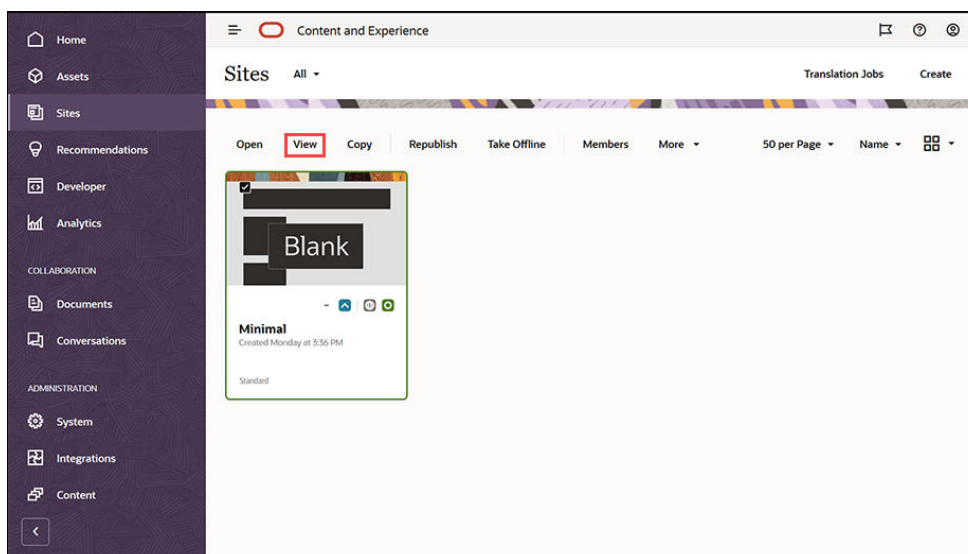 Home
Assets
Sites
Recommendations
Developer
Analytics
COLLABORATION
Documents
Conversations
ADMINISTRATION
System
Integrations
Content
Content and Experience
Sites All Translation Jobs Create
Open View Copy Republish Take Offline Members More 50 per Page Name
Blank
Minimal
Created Monday at 3:36 PM
Standard